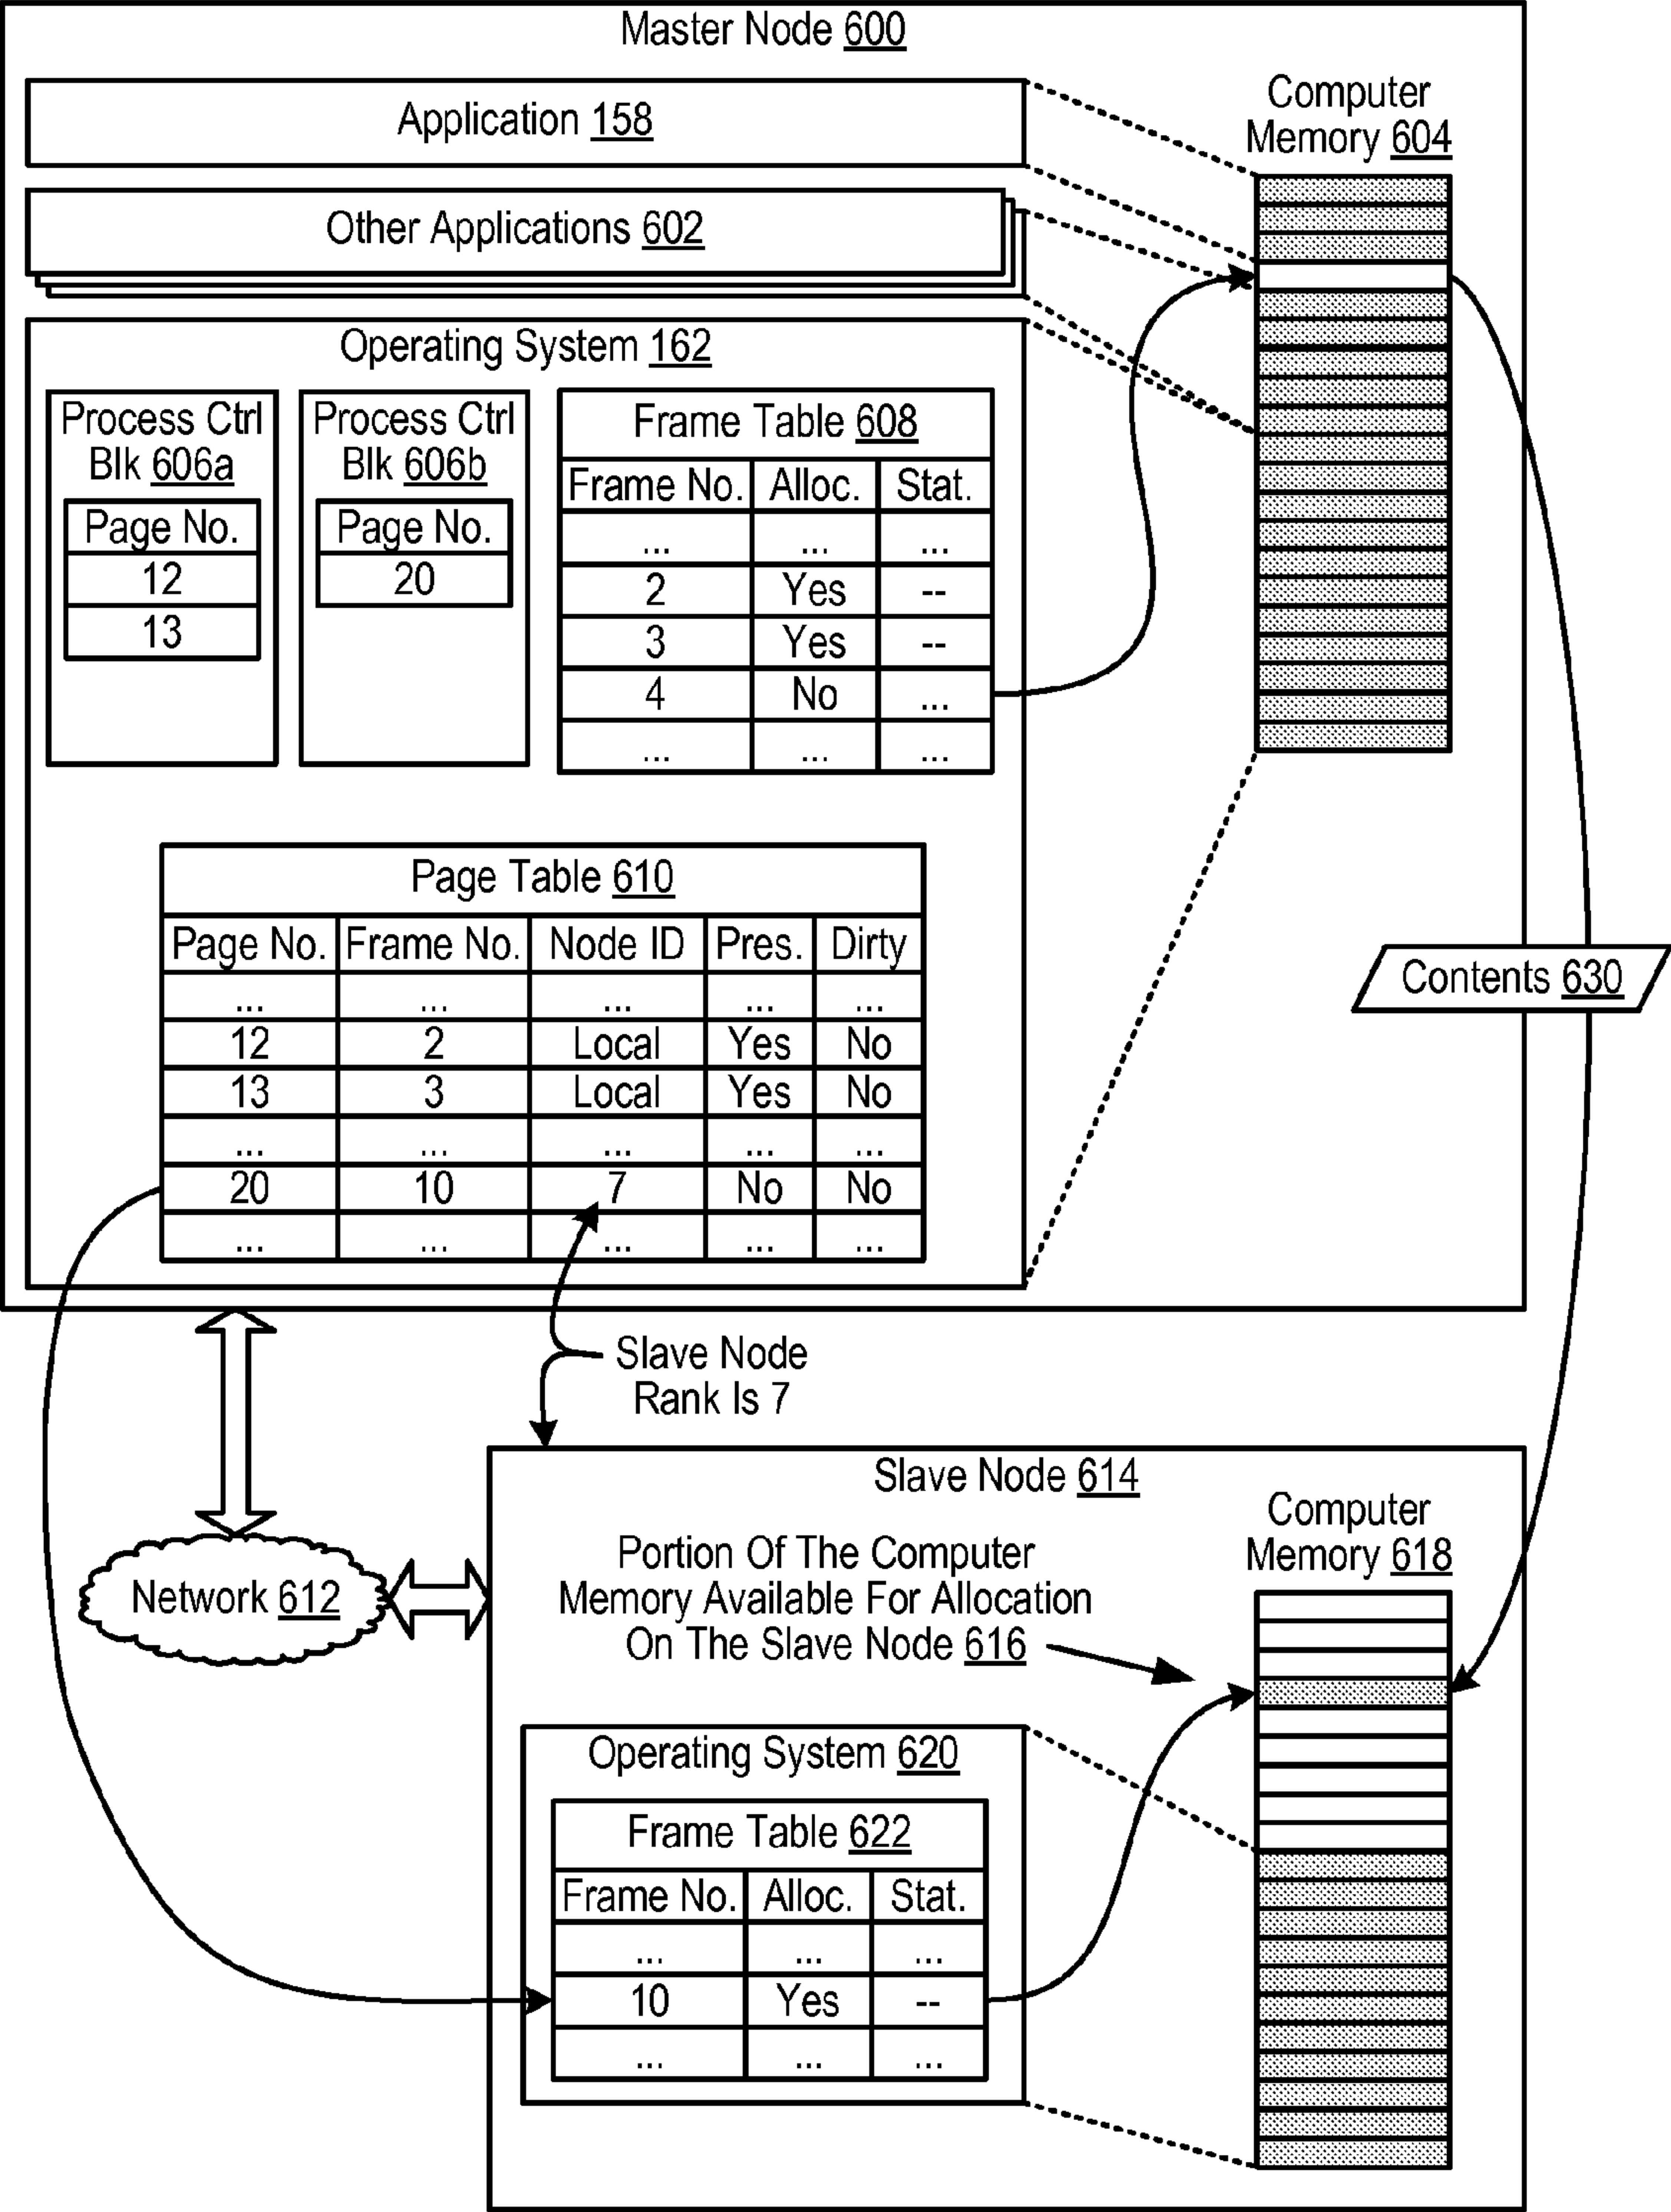 Master Node 600
Application 158
Computer
Memory 604
Other Applications 602
Operating System 162
Process Ctrl
Blk 606a
Page No.
12
13
Process Ctrl
Blk 606b
Page No.
20
Frame Table 608
Frame No. Alloc. Stat.
... ... ...
2 Yes --
3 Yes --
4 No ...
... ... ...
Page Table 610
Page No. Frame No. Node ID Pres. Dirty
... ... ... ... ...
12 2 Local Yes No
13 3 Local Yes No
... ... ... ... ...
20 10 7 No No
... ... ... ... ...
Contents 630
Slave Node
Rank Is 7
Network 612
Slave Node 614
Computer
Memory 618
Portion Of The Computer
Memory Available For Allocation
On The Slave Node 616
Operating System 620
Frame Table 622
Frame No. Alloc. Stat.
... ... ...
10 Yes --
... ... ...